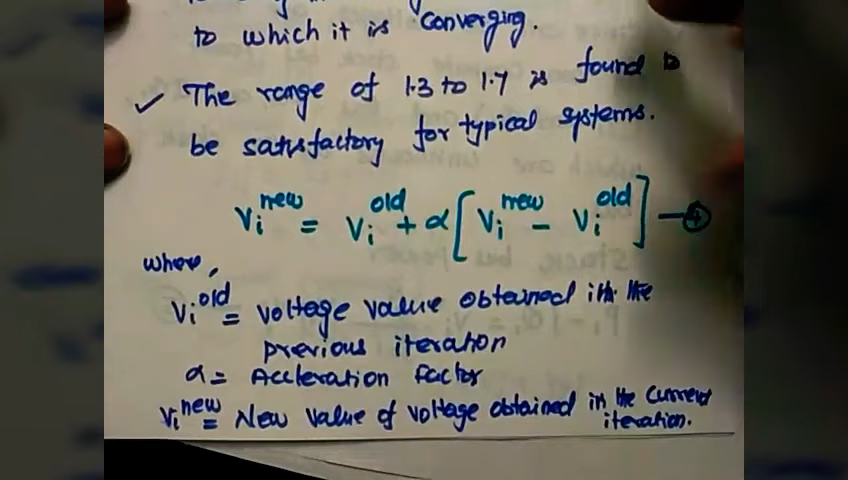 to which it is converging.
✓ The range of 1.3 to 1.7 is found to
be satisfactory for typical systems.
Vi^new = Vi^old + α[Vi^new - Vi^old] —④
where,
Vi^old = voltage value obtained in the
previous iteration
α = Accleration factor
Vi^new = New value of voltage obtained in the current
iteration.